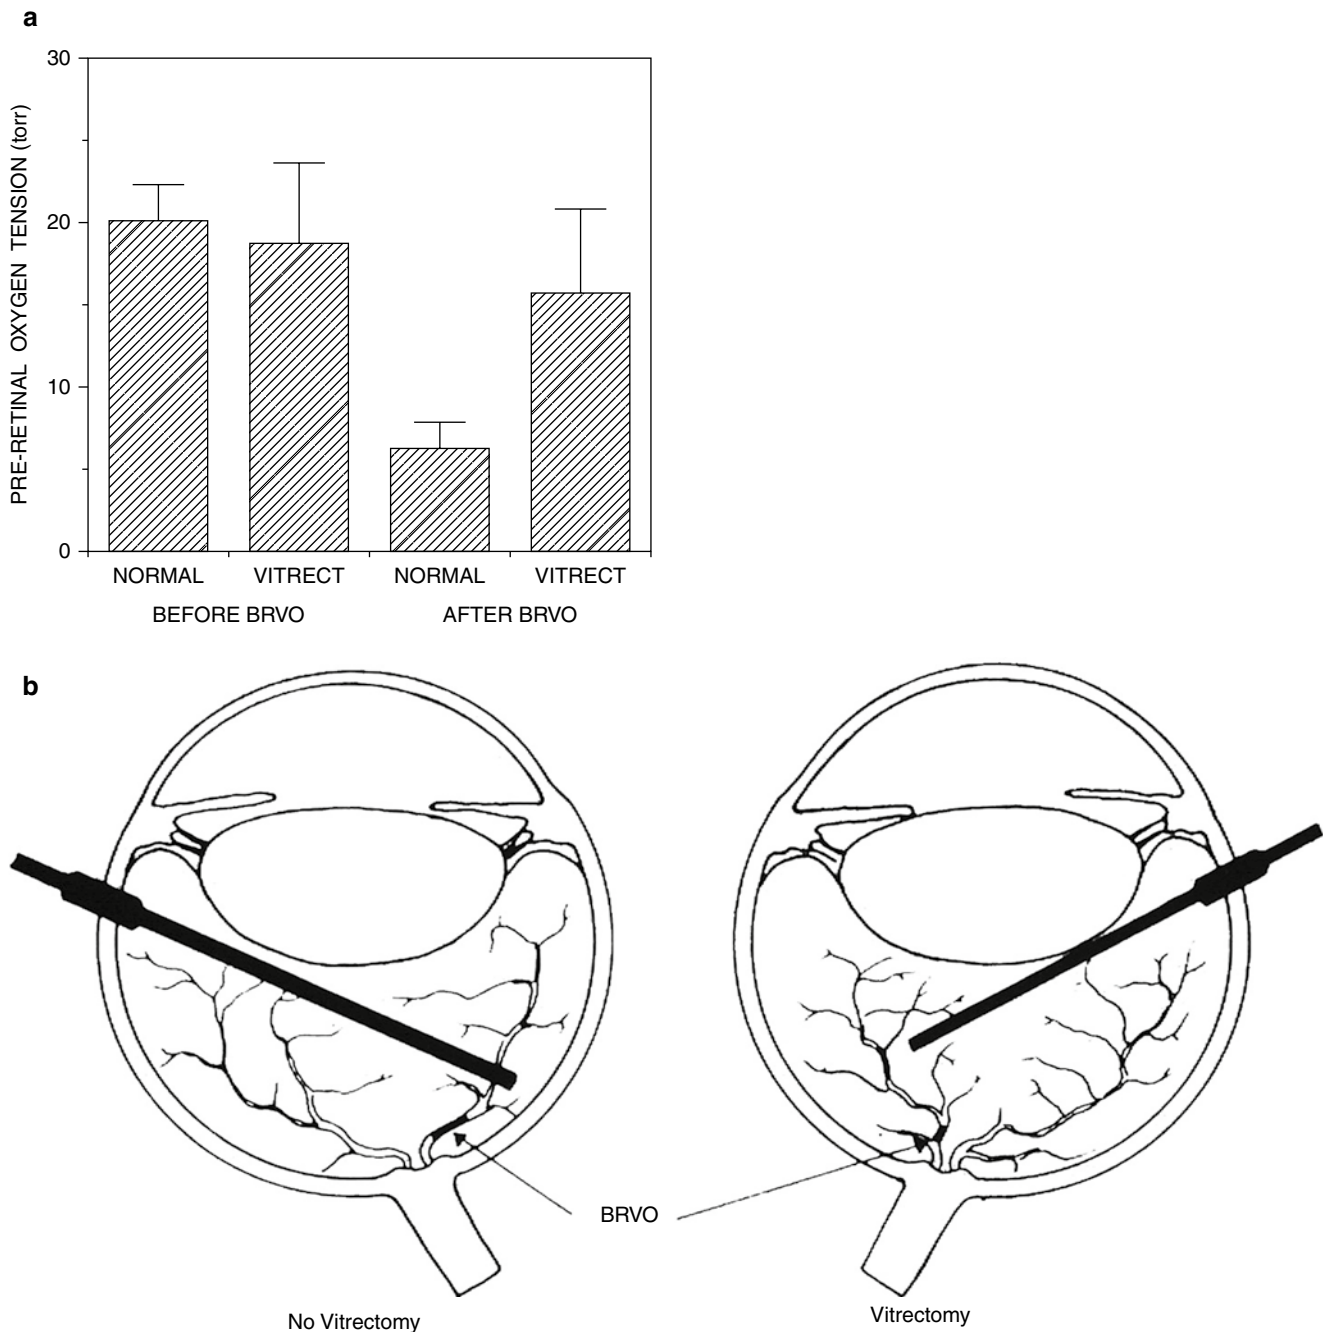 a
PRE-RETINAL OXYGEN TENSION (torr)
30
20
10
0
NORMAL VITRECT NORMAL VITRECT
BEFORE BRVO AFTER BRVO
b
BRVO
No Vitrectomy
Vitrectomy